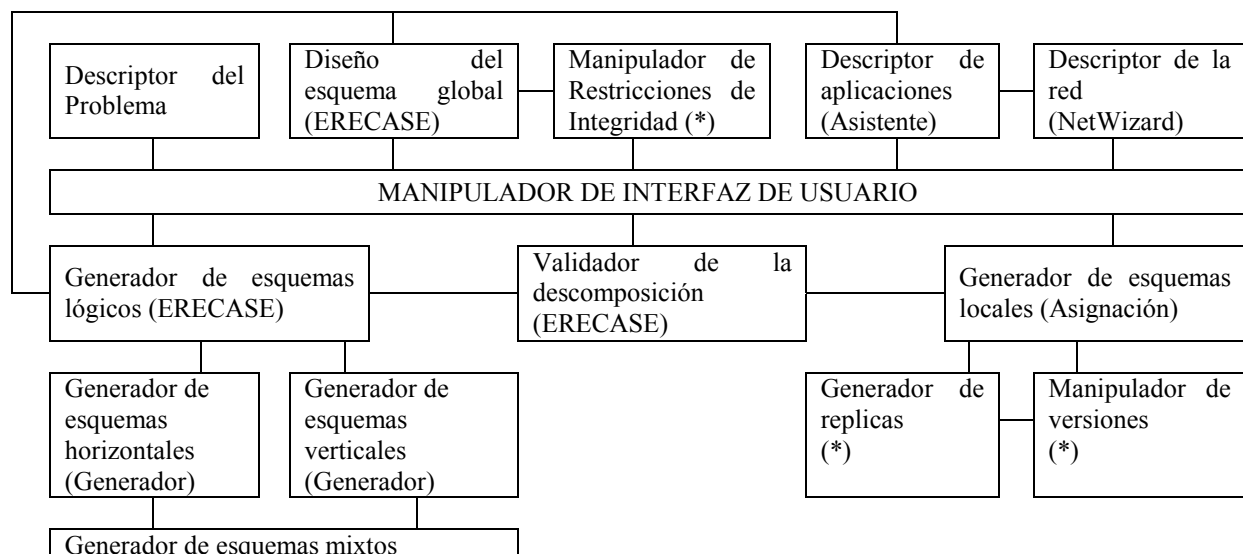 Descriptor del
Problema
Diseño del
esquema global
(ERECASE)
Manipulador de
Restricciones de
Integridad (*)
Descriptor de
aplicaciones
(Asistente)
Descriptor de la
red
(NetWizard)
MANIPULADOR DE INTERFAZ DE USUARIO
Generador de esquemas
lógicos (ERECASE)
Validador de la
descomposición
(ERECASE)
Generador de esquemas
locales (Asignación)
Generador de
esquemas
horizontales
(Generador)
Generador de
esquemas
verticales
(Generador)
Generador de
replicas
(*)
Manipulador de
versiones
(*)
Generador de esquemas mixtos